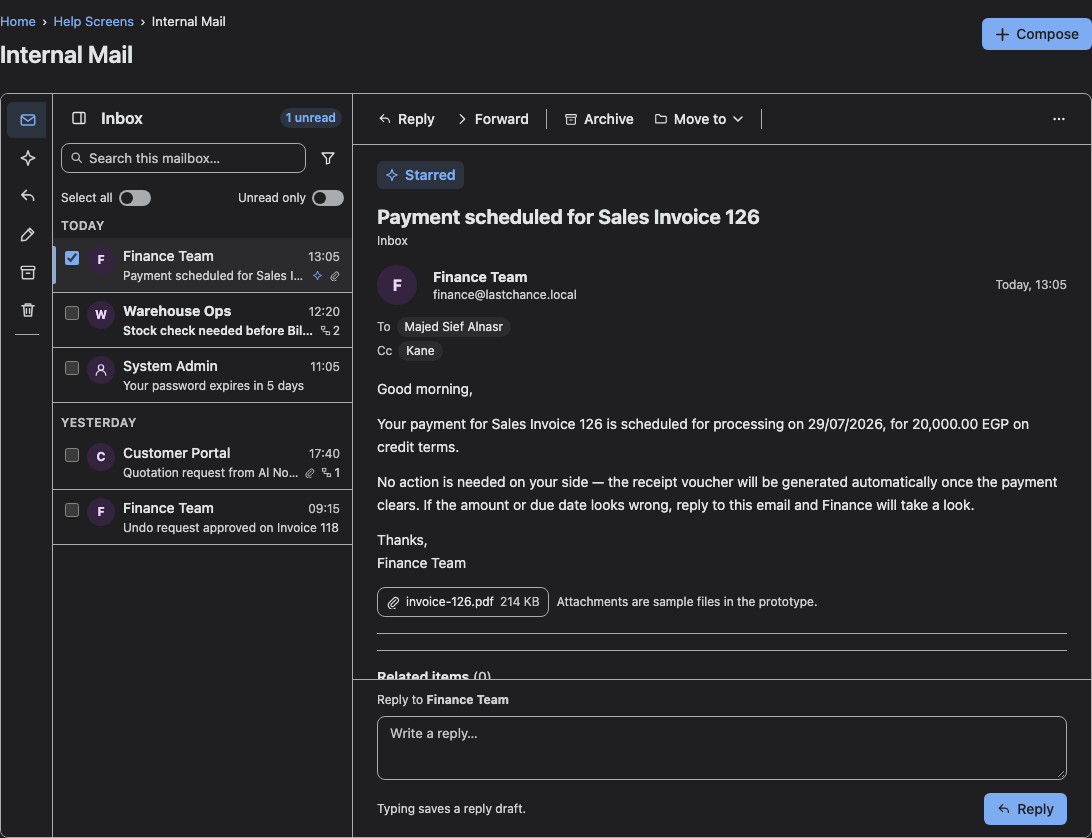 Home › Help Screens › Internal Mail
Internal Mail
Compose
Inbox
1 unread
Search this mailbox...
Select all
Unread only
TODAY
F
Finance Team
13:05
Payment scheduled for Sales I...
W
Warehouse Ops
12:20
Stock check needed before Bil...
2
System Admin
11:05
Your password expires in 5 days
YESTERDAY
C
Customer Portal
17:40
Quotation request from Al No...
1
F
Finance Team
09:15
Undo request approved on Invoice 118
Reply
Forward
Archive
Move to
Starred
Payment scheduled for Sales Invoice 126
Inbox
F
Finance Team
finance@lastchance.local
Today, 13:05
To Majed Sief Alnasr
Cc Kane
Good morning,
Your payment for Sales Invoice 126 is scheduled for processing on 29/07/2026, for 20,000.00 EGP on
credit terms.
No action is needed on your side — the receipt voucher will be generated automatically once the payment
clears. If the amount or due date looks wrong, reply to this email and Finance will take a look.
Thanks,
Finance Team
invoice-126.pdf 214 KB
Attachments are sample files in the prototype.
Related items (0)
Reply to Finance Team
Write a reply...
Typing saves a reply draft.
Reply